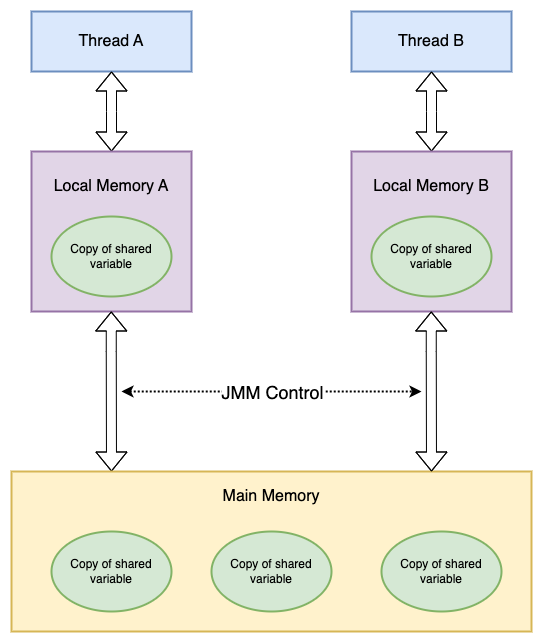 Thread A
Thread B
Local Memory A
Local Memory B
Copy of shared
variable
Copy of shared
variable
JMM Control
Main Memory
Copy of shared
variable
Copy of shared
variable
Copy of shared
variable